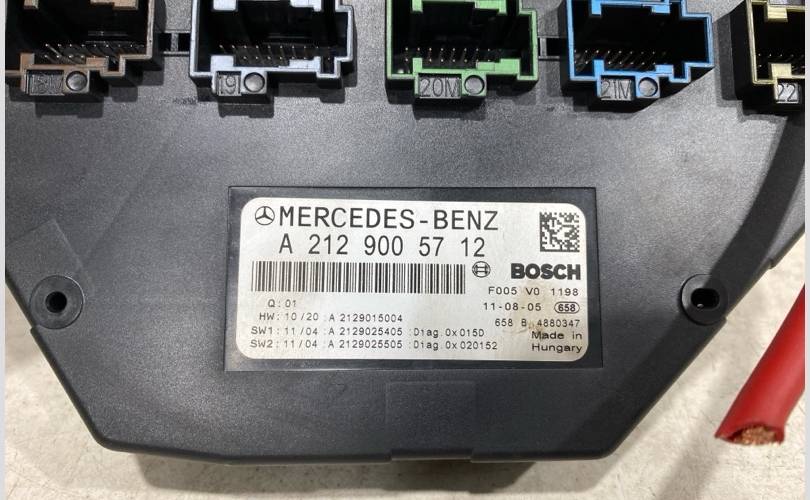 19
20M
21M
22
MERCEDES-BENZ
A 212 900 57 12
BOSCH
F005 V0 1198
Q: 01
11-08-05 658
HW: 10/20 : A 2129015004
658 B 4880347
SW1: 11/04 : A 2129025405 : Diag.0x015D
Made in
SW2: 11/04 : A 2129025505 : Diag.0x020152
Hungary